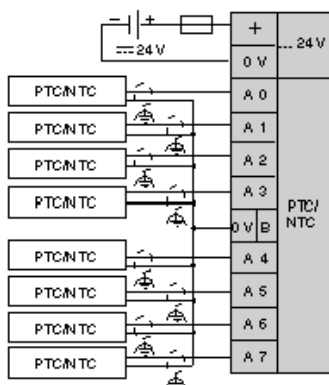 − +
+
24 V
24 V
0 V
PTC/NTC
A 0
PTC/NTC
A 1
PTC/NTC
A 2
PTC/NTC
A 3
PTC/
NTC
0 V B
PTC/NTC
A 4
PTC/NTC
A 5
PTC/NTC
A 6
PTC/NTC
A 7